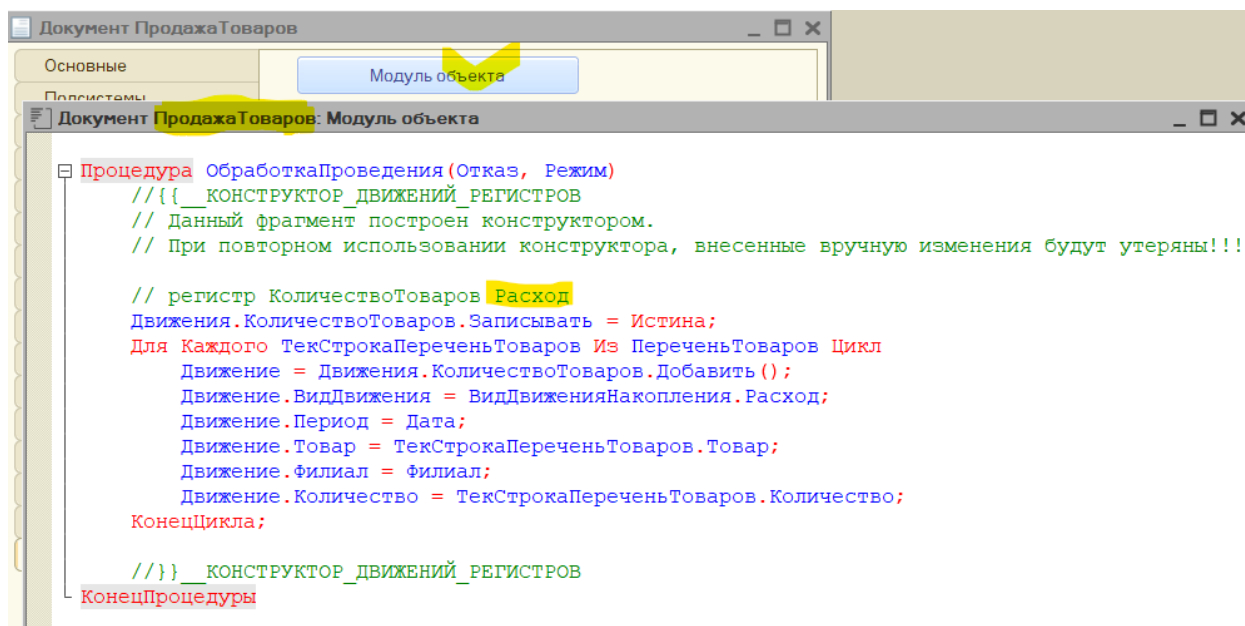 Документ ПродажаТоваров
Основные
Модуль объекта
Подсистемы
Документ ПродажаТоваров: Модуль объекта
Процедура ОбработкаПроведения(Отказ, Режим)
//{{__КОНСТРУКТОР_ДВИЖЕНИЙ_РЕГИСТРОВ
// Данный фрагмент построен конструктором.
// При повторном использовании конструктора, внесенные вручную изменения будут утеряны!!!
// регистр КоличествоТоваров Расход
Движения.КоличествоТоваров.Записывать = Истина;
Для Каждого ТекСтрокаПереченьТоваров Из ПереченьТоваров Цикл
Движение = Движения.КоличествоТоваров.Добавить();
Движение.ВидДвижения = ВидДвиженияНакопления.Расход;
Движение.Период = Дата;
Движение.Товар = ТекСтрокаПереченьТоваров.Товар;
Движение.Филиал = Филиал;
Движение.Количество = ТекСтрокаПереченьТоваров.Количество;
КонецЦикла;
//}}__КОНСТРУКТОР_ДВИЖЕНИЙ_РЕГИСТРОВ
КонецПроцедуры